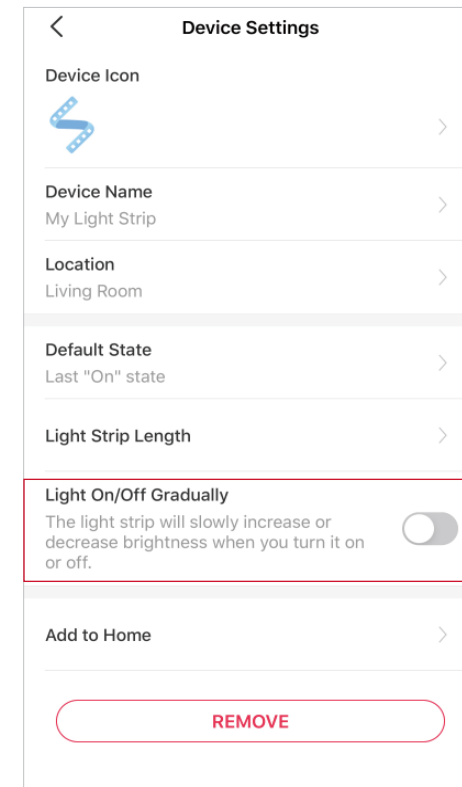 Device Settings
Device Icon
Device Name
My Light Strip
Location
Living Room
Default State
Last "On" state
Light Strip Length
Light On/Off Gradually
The light strip will slowly increase or
decrease brightness when you turn it on
or off.
Add to Home
REMOVE